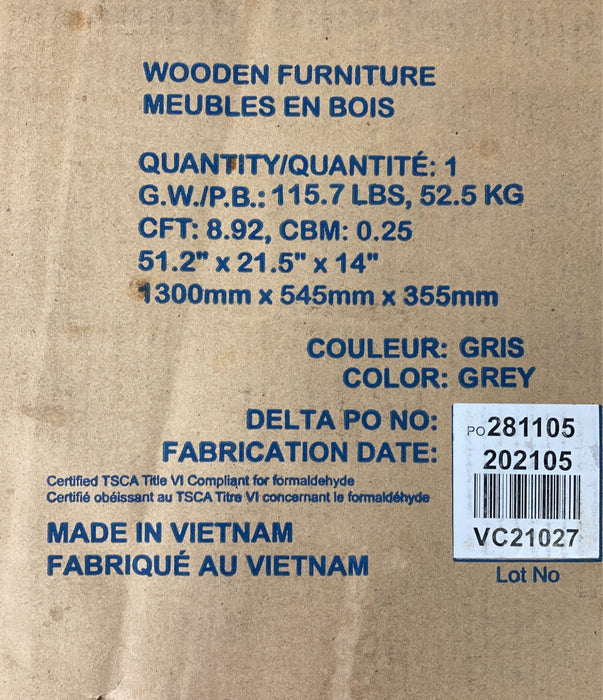 WOODEN FURNITURE
MEUBLES EN BOIS
QUANTITY/QUANTITÉ: 1
G.W./P.B.: 115.7 LBS, 52.5 KG
CFT: 8.92, CBM: 0.25
51.2" x 21.5" x 14"
1300mm x 545mm x 355mm
COULEUR: GRIS
COLOR: GREY
DELTA PO NO: PO 281105
FABRICATION DATE: 202105
Certified TSCA Title VI Compliant for formaldehyde
Certifié obéissant au TSCA Titre VI concernant le formaldéhyde
MADE IN VIETNAM VC21027
FABRIQUÉ AU VIETNAM Lot No